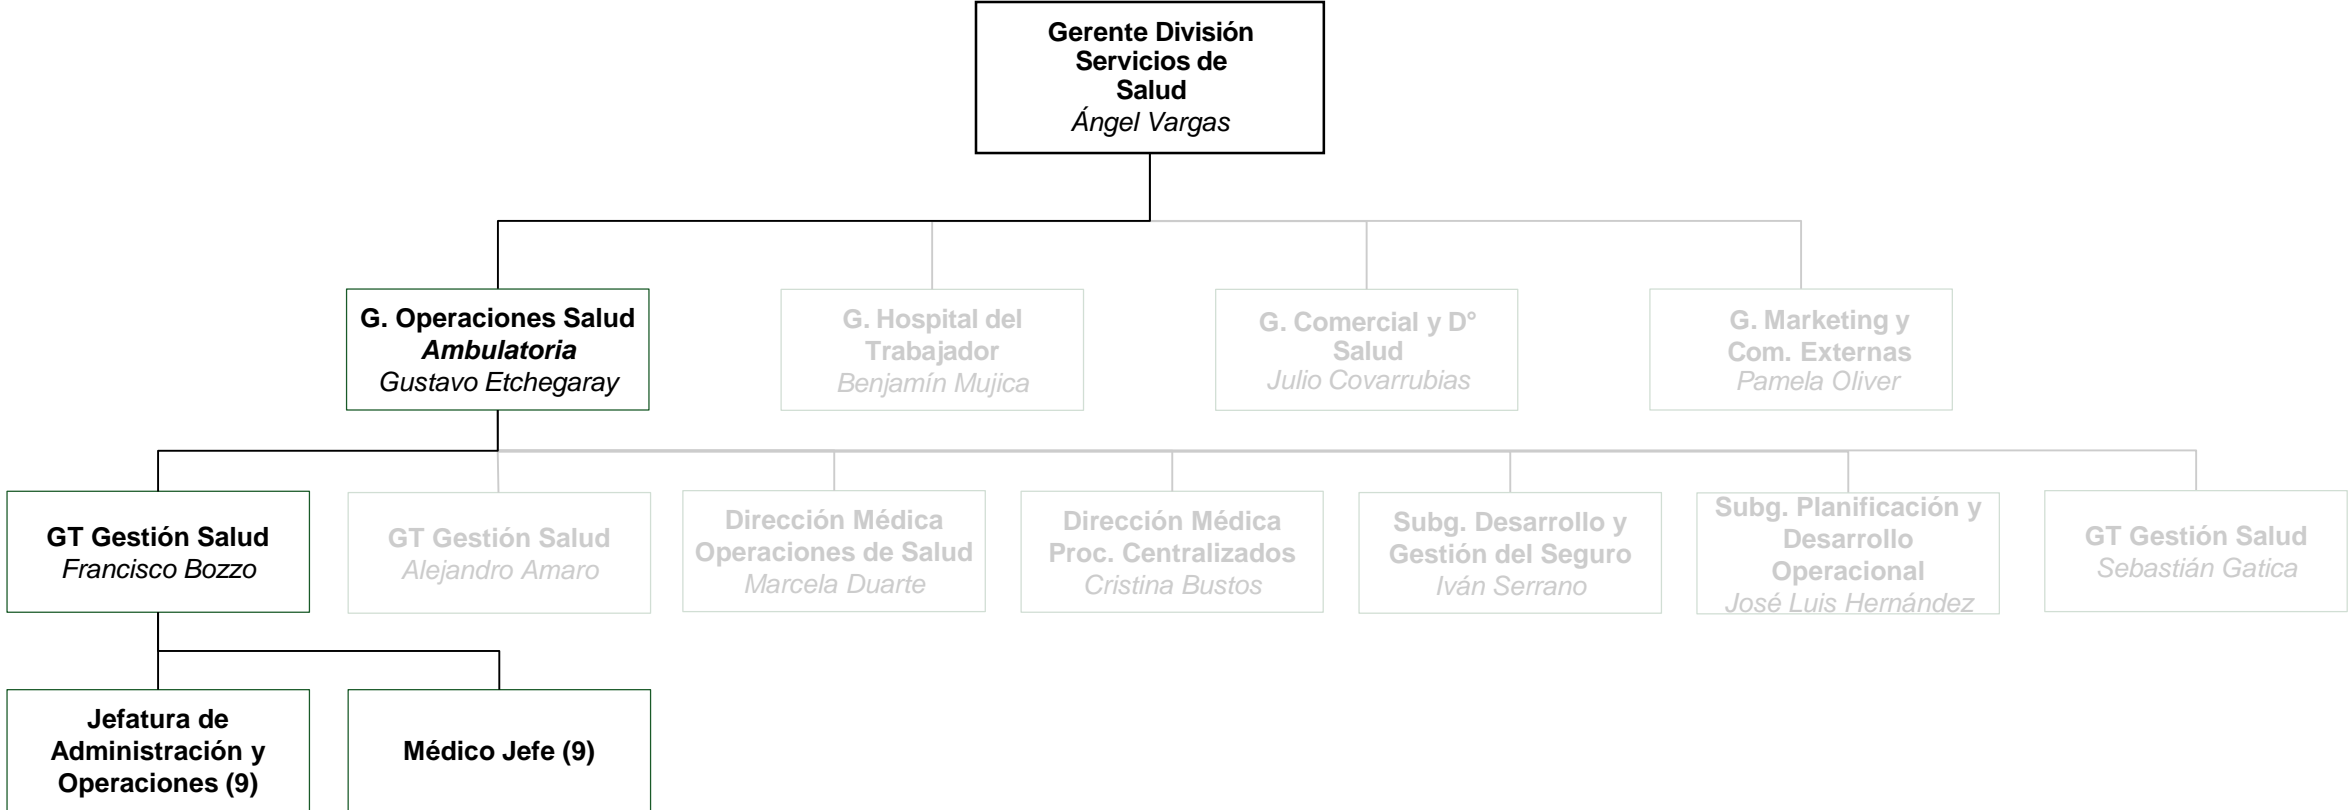 Gerente División
Servicios de
Salud
Ángel Vargas
G. Operaciones Salud
Ambulatoria
Gustavo Etchegaray
G. Hospital del
Trabajador
Benjamín Mujica
G. Comercial y D°
Salud
Julio Covarrubias
G. Marketing y
Com. Externas
Pamela Oliver
GT Gestión Salud
Francisco Bozzo
GT Gestión Salud
Alejandro Amaro
Dirección Médica
Operaciones de Salud
Marcela Duarte
Dirección Médica
Proc. Centralizados
Cristina Bustos
Subg. Desarrollo y
Gestión del Seguro
Iván Serrano
Subg. Planificación y
Desarrollo
Operacional
José Luis Hernández
GT Gestión Salud
Sebastián Gatica
Jefatura de
Administración y
Operaciones (9)
Médico Jefe (9)